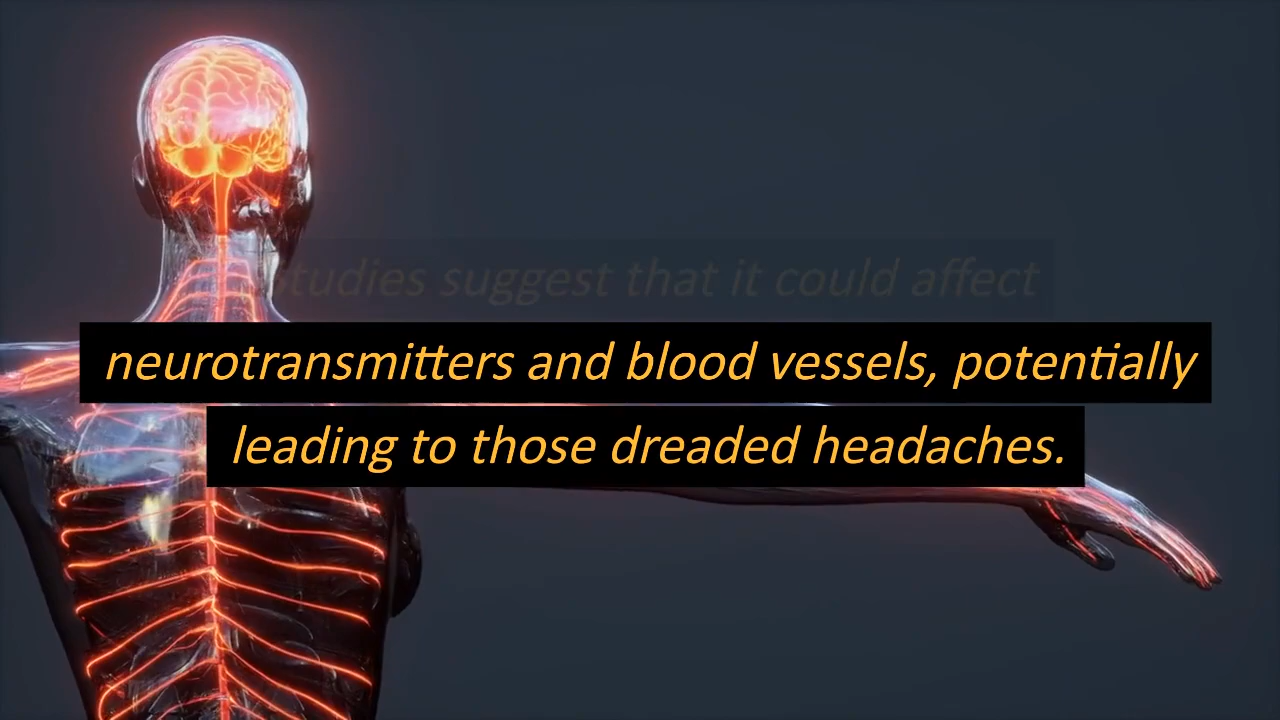 studies suggest that it could affect
neurotransmitters and blood vessels, potentially
leading to those dreaded headaches.